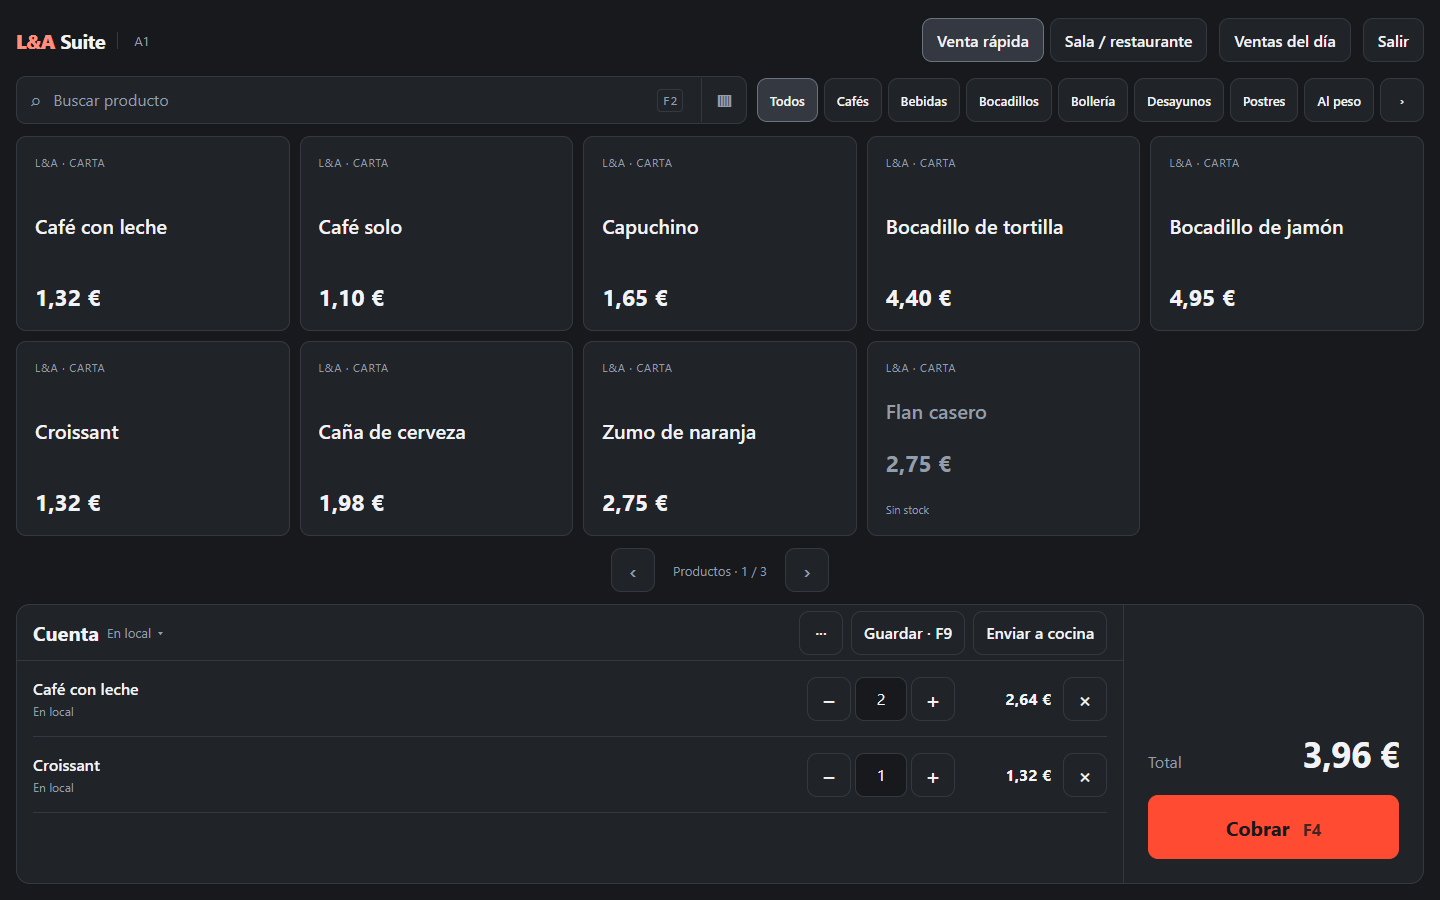 L&A Suite A1 Venta rápida Sala / restaurante Ventas del día Salir
Buscar producto F2 Todos Cafés Bebidas Bocadillos Bollería Desayunos Postres Al peso ›
L&A · CARTA L&A · CARTA L&A · CARTA L&A · CARTA L&A · CARTA
Café con leche Café solo Capuchino Bocadillo de tortilla Bocadillo de jamón
1,32 € 1,10 € 1,65 € 4,40 € 4,95 €
L&A · CARTA L&A · CARTA L&A · CARTA L&A · CARTA
Flan casero
Croissant Caña de cerveza Zumo de naranja
2,75 €
1,32 € 1,98 € 2,75 €
Sin stock
‹ Productos · 1 / 3 ›
Cuenta En local ··· Guardar · F9 Enviar a cocina
Café con leche
En local
− 2 + 2,64 € ×
Croissant
En local
− 1 + 1,32 € ×
Total 3,96 €
Cobrar F4